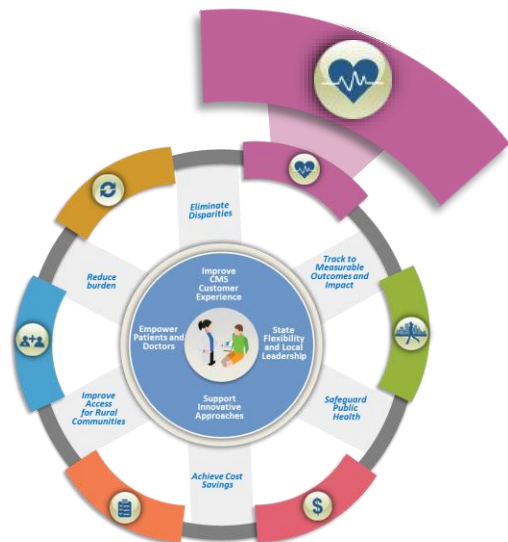 Eliminate
Disparities
Reduce
burden
Track to
Measurable
Outcomes and
Impact
Improve
CMS
Customer
Experience
Empower
Patients and
Doctors
State
Flexibility
and Local
Leadership
Support
Innovative
Approaches
Improve
Access
for Rural
Communities
Safeguard
Public
Health
Achieve Cost
Savings
$